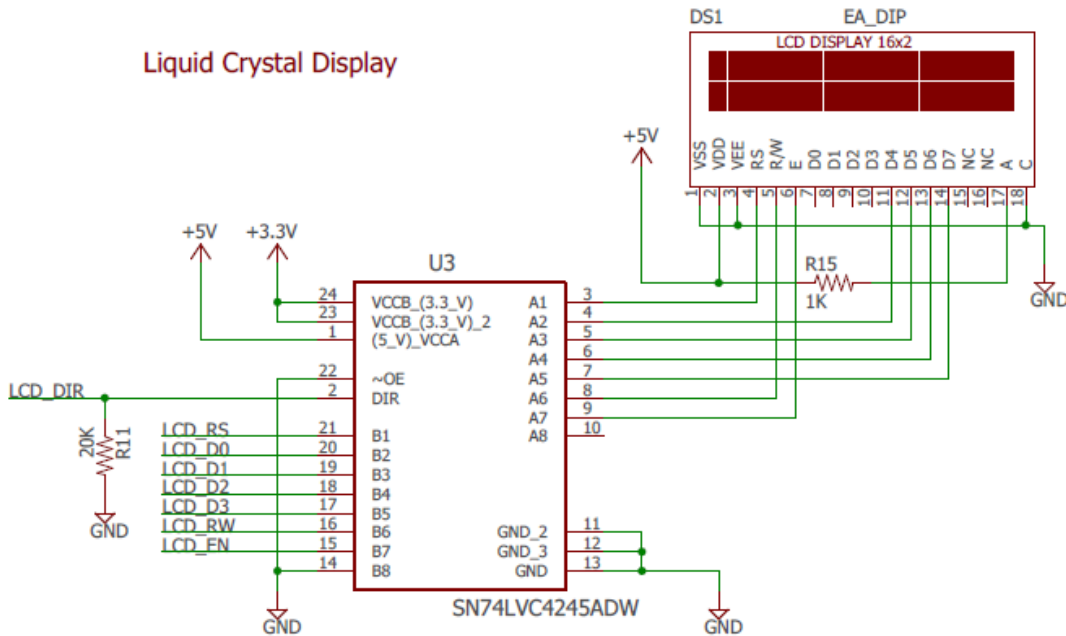 DS1 EA_DIP
LCD DISPLAY 16x2
Liquid Crystal Display
+5V
VSS VDD VEE RS R/W E D0 D1 D2 D3 D4 D5 D6 D7 NC NC A C
1 2 3 4 5 6 7 8 9 10 11 12 13 14 15 16 17 18
+5V +3.3V
U3
R15
1K
GND
24 VCCB_(3.3_V) A1 3
23 VCCB_(3.3_V)_2 A2 4
1 (5_V)_VCCA A3 5
A4 6
22 ~OE A5 7
LCD_DIR 2 DIR A6 8
A7 9
LCD_RS 21 B1 A8 10
20K R11
LCD_D0 20 B2
LCD_D1 19 B3
LCD_D2 18 B4
LCD_D3 17 B5
LCD_RW 16 B6 GND_2 11
LCD_EN 15 B7 GND_3 12
14 B8 GND 13
GND
SN74LVC4245ADW
GND GND